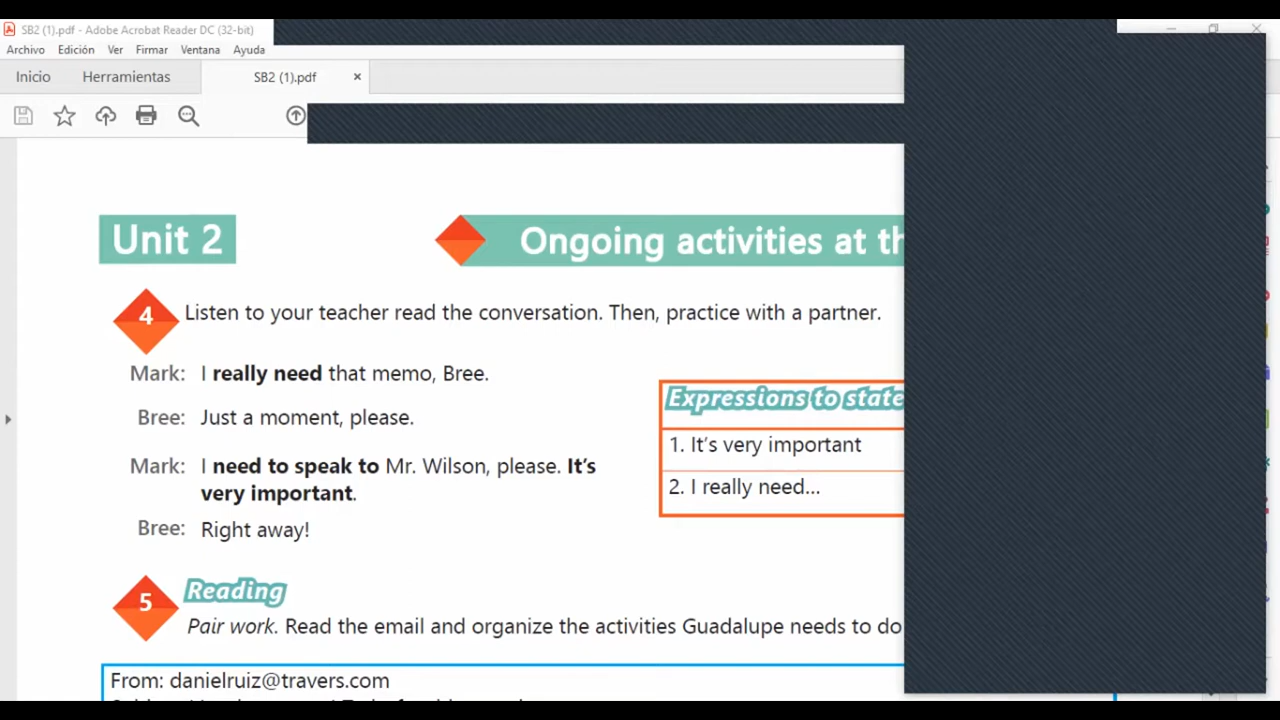 SB2 (1).pdf - Adobe Acrobat Reader DC (32-bit)
Archivo Edición Ver Firmar Ventana Ayuda
Inicio Herramientas SB2 (1).pdf ×
Unit 2 Ongoing activities at
4 Listen to your teacher read the conversation. Then, practice with a partner.
Mark: I really need that memo, Bree.
Bree: Just a moment, please.
Mark: I need to speak to Mr. Wilson, please. It's
very important.
Bree: Right away!
Expressions to state
1. It's very important
2. I really need...
5 Reading
Pair work. Read the email and organize the activities Guadalupe needs to do
From: danielruiz@travers.com